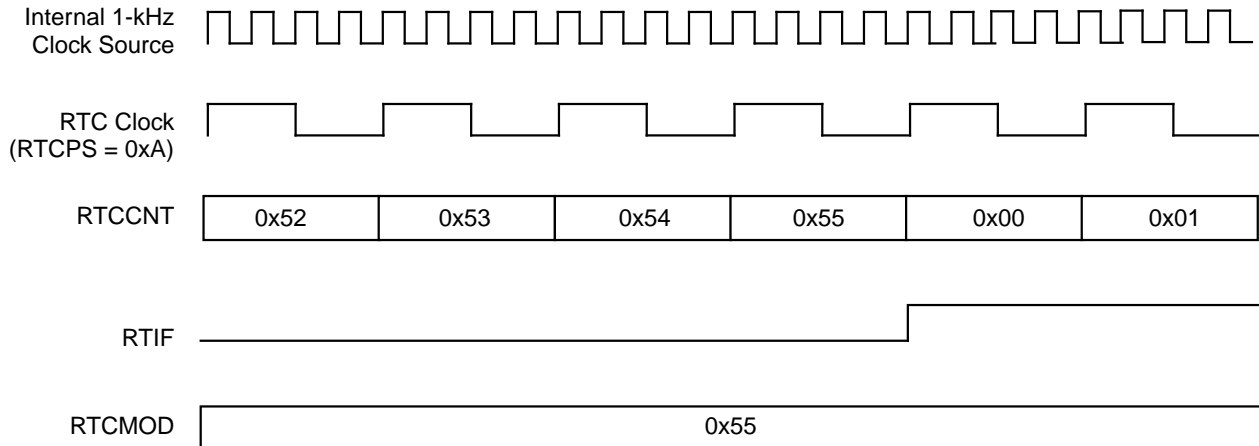 Internal 1-kHz
Clock Source
RTC Clock
(RTCPS = 0xA)
RTCCNT
0x52 0x53 0x54 0x55 0x00 0x01
RTIF
RTCMOD
0x55